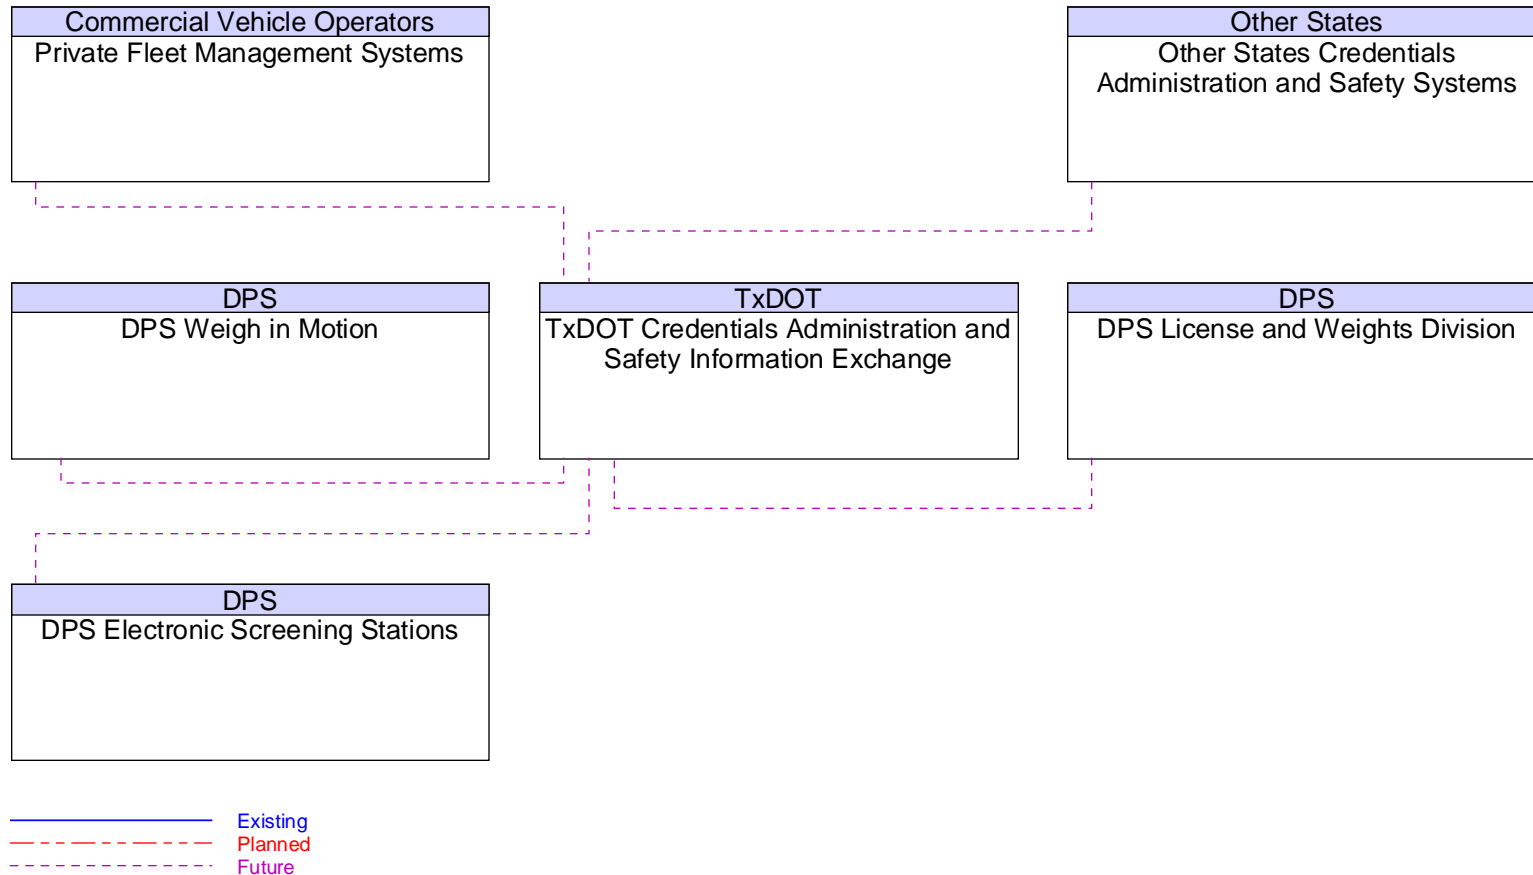 Commercial Vehicle Operators
Private Fleet Management Systems
Other States
Other States Credentials
Administration and Safety Systems
DPS
DPS Weigh in Motion
TxDOT
TxDOT Credentials Administration and
Safety Information Exchange
DPS
DPS License and Weights Division
DPS
DPS Electronic Screening Stations
Existing
Planned
Future